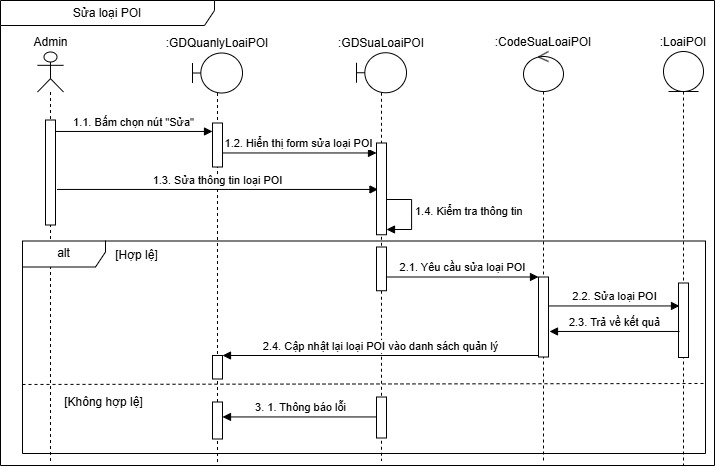 Sửa loại POI
Admin
:GDQuanlyLoaiPOI
:GDSuaLoaiPOI
:CodeSuaLoaiPOI
:LoaiPOI
1.1. Bấm chọn nút "Sửa"
1.2. Hiển thị form sửa loại POI
1.3. Sửa thông tin loại POI
1.4. Kiểm tra thông tin
alt
[Hợp lệ]
2.1. Yêu cầu sửa loại POI
2.2. Sửa loại POI
2.3. Trả về kết quả
2.4. Cập nhật lại loại POI vào danh sách quản lý
[Không hợp lệ]
3. 1. Thông báo lỗi